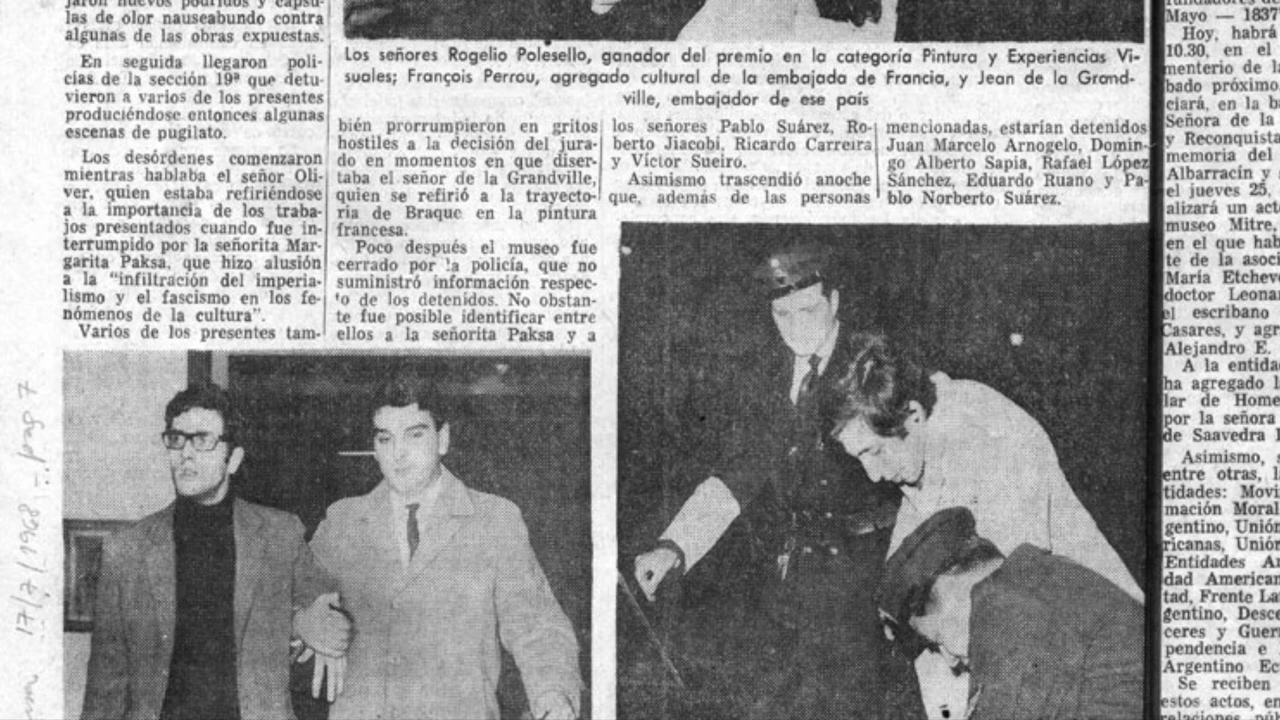 las de olor nauseabundo contra
algunas de las obras expuestas.
En seguida llegaron poli-
cías de la sección 19ª que detu-
vieron a varios de los presentes
produciéndose entonces algunas
escenas de pugilato.
Los desórdenes comenzaron
mientras hablaba el señor Oli-
ver, quien estaba refiriéndose
a la importancia de los traba-
jos presentados cuando fue in-
terrumpido por la señorita Mar-
garita Paksa, que hizo alusión
a la "infiltración del imperia-
lismo y el fascismo en los fe-
nómenos de la cultura".
Varios de los presentes tam-
Los señores Rogelio Polesello, ganador del premio en la categoría Pintura y Experiencias Vi-
suales; François Perrou, agregado cultural de la embajada de Francia, y Jean de la Grand-
ville, embajador de ese país
bién prorrumpieron en gritos
hostiles a la decisión del jura-
do en momentos en que diser-
taba el señor de la Grandville,
quien se refirió a la trayecto-
ria de Braque en la pintura
francesa.
Poco después el museo fue
cerrado por la policía, que no
suministró información respec-
to de los detenidos. No obstan-
te fue posible identificar entre
ellos a la señorita Paksa y a
los señores Pablo Suárez, Ro-
berto Jiacobi, Ricardo Carreira
y Víctor Sueiro.
Asimismo trascendió anoche
que, además de las personas
mencionadas, estarían detenidos
Juan Marcelo Arnogelo, Domin-
go Alberto Sapia, Rafael López
Sánchez, Eduardo Ruano y Pa-
blo Norberto Suárez.
Mayo — 1837
Hoy, habrá
10.30, en el
menterio de la
bado próximo
ciará, en la b
Señora de la
y Reconquista
memoria del
Albarracín y
el jueves 25,
alizará un act
museo Mitre,
en el que hab
te de la asoci
María Etchev
doctor Leonar
el escribano
Casares, y agr
Alejandro E.
A la entidad
ha agregado l
lar de Home
por la señora
de Saavedra
Asimismo, s
entre otras, l
tidades: Movi
mación Moral
gentino, Unión
ricanas, Unión
Entidades Ar
dad American
tad, Frente La
gentino, Desce
ceres y Guerr
pendencia e
Argentino Ec
Se reciben
estos actos, en
17/7/1968 - pag 7